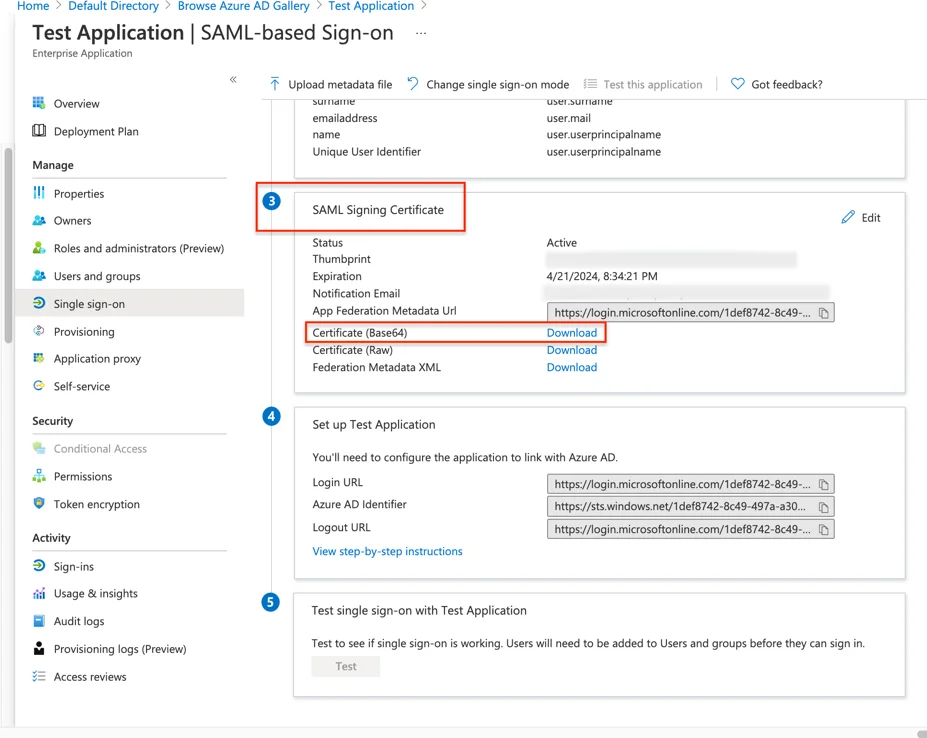 Home > Default Directory > Browse Azure AD Gallery > Test Application >
Test Application | SAML-based Sign-on ...
Enterprise Application
«
Overview
Deployment Plan
Manage
Properties
Owners
Roles and administrators (Preview)
Users and groups
Single sign-on
Provisioning
Application proxy
Self-service
Security
Conditional Access
Permissions
Token encryption
Activity
Sign-ins
Usage & insights
Audit logs
Provisioning logs (Preview)
Access reviews
Upload metadata file Change single sign-on mode Test this application | Got feedback?
surname user.surname
emailaddress user.mail
name user.userprincipalname
Unique User Identifier user.userprincipalname
3 SAML Signing Certificate Edit
Status Active
Thumbprint
Expiration 4/21/2024, 8:34:21 PM
Notification Email
App Federation Metadata Url https://login.microsoftonline.com/1def8742-8c49-...
Certificate (Base64) Download
Certificate (Raw) Download
Federation Metadata XML Download
4 Set up Test Application
You'll need to configure the application to link with Azure AD.
Login URL https://login.microsoftonline.com/1def8742-8c49-...
Azure AD Identifier https://sts.windows.net/1def8742-8c49-497a-a30...
Logout URL https://login.microsoftonline.com/1def8742-8c49-...
View step-by-step instructions
5 Test single sign-on with Test Application
Test to see if single sign-on is working. Users will need to be added to Users and groups before they can sign in.
Test